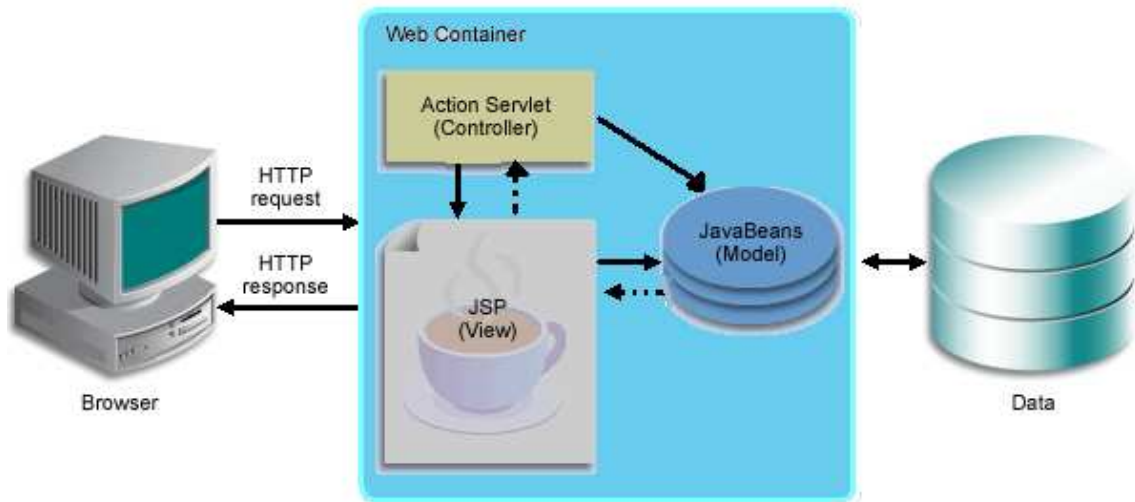 Web Container
Action Servlet
(Controller)
HTTP
request
HTTP
response
JavaBeans
(Model)
JSP
(View)
Browser
Data